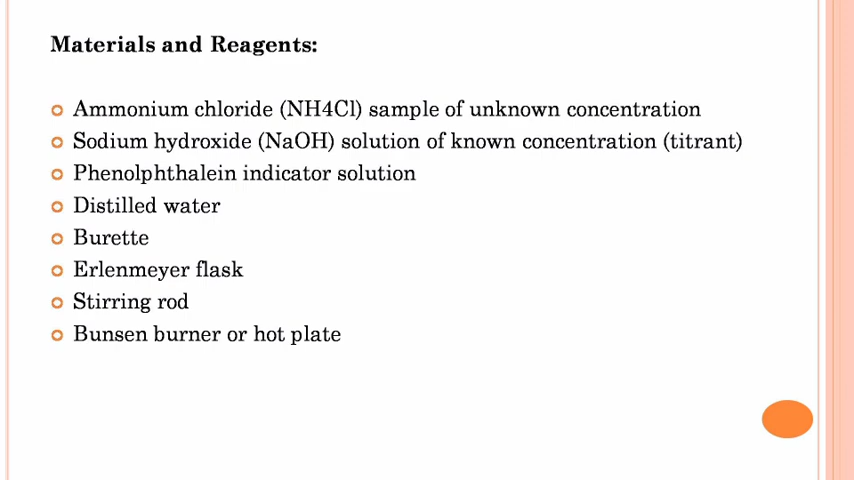 Materials and Reagents:
Ammonium chloride (NH4Cl) sample of unknown concentration
Sodium hydroxide (NaOH) solution of known concentration (titrant)
Phenolphthalein indicator solution
Distilled water
Burette
Erlenmeyer flask
Stirring rod
Bunsen burner or hot plate